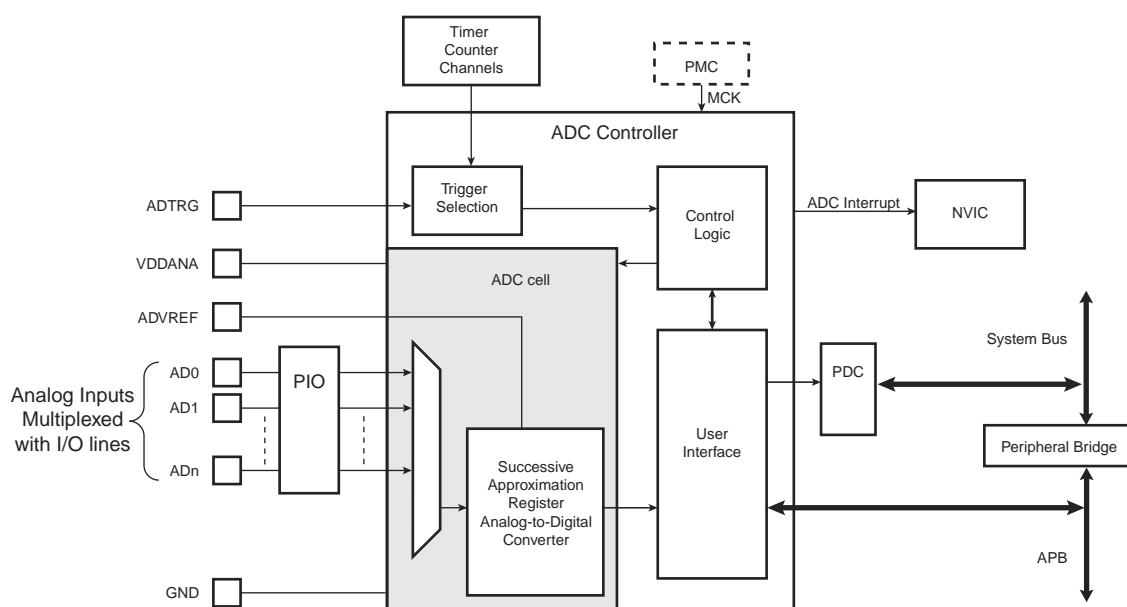 Timer
Counter
Channels
PMC
MCK
ADC Controller
ADTRG
Trigger
Selection
Control
Logic
ADC Interrupt
NVIC
VDDANA
ADC cell
ADVREF
System Bus
AD0
PIO
PDC
Analog Inputs
Multiplexed
with I/O lines
AD1
User
Interface
Peripheral Bridge
ADn
Successive
Approximation
Register
Analog-to-Digital
Converter
APB
GND